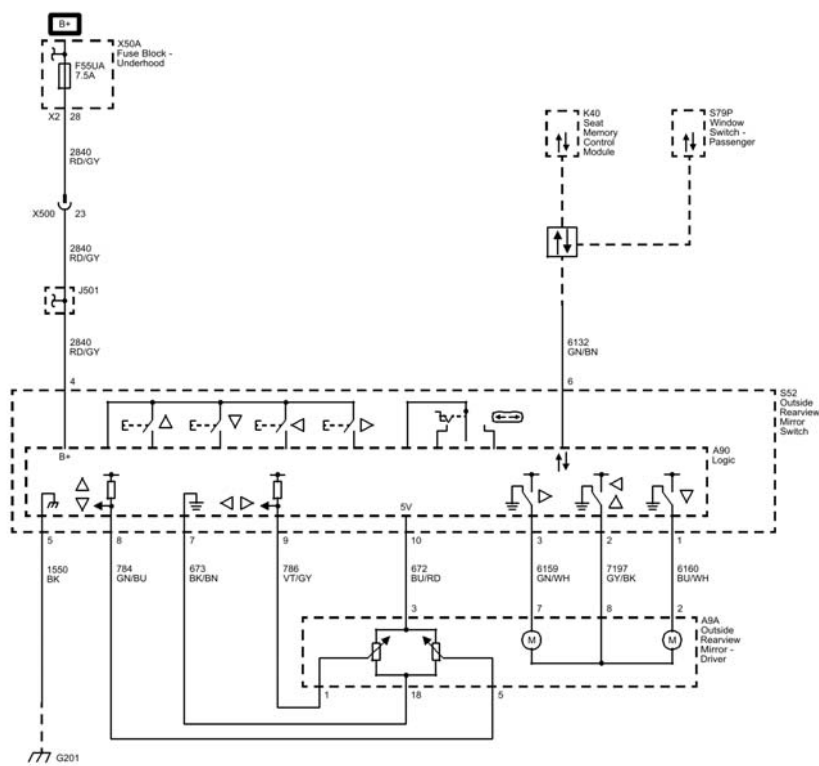 B+
X50A
Fuse Block -
Underhood
F55UA
7.5A
X2 28
2840
RD/GY
X500 23
2840
RD/GY
J501
2840
RD/GY
4
K40
Seat
Memory
Control
Module
S79P
Window
Switch -
Passenger
6132
GN/BN
6
S52
Outside
Rearview
Mirror
Switch
A90
Logic
B+
5V
5 8 7 9 10 3 2 1
1550
BK
784
GN/BU
673
BK/BN
786
VT/GY
672
BU/RD
6159
GN/WH
7197
GY/BK
6160
BU/WH
3 7 8 2
A9A
Outside
Rearview
Mirror -
Driver
M M
1 18 5
G201